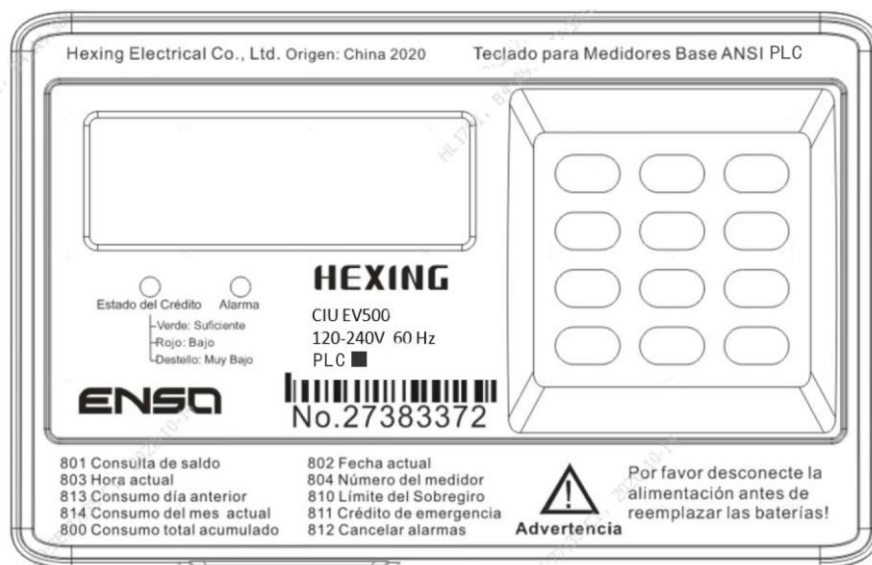 Hexing Electrical Co., Ltd. Origen: China 2020
Teclado para Medidores Base ANSI PLC
Estado del Crédito
Alarma
Verde: Suficiente
Rojo: Bajo
Destello: Muy Bajo
HEXING
CIU EV500
120-240V 60 Hz
PLC
ENSA
No.27383372
801 Consulta de saldo
803 Hora actual
813 Consumo día anterior
814 Consumo del mes actual
800 Consumo total acumulado
802 Fecha actual
804 Número del medidor
810 Límite del Sobregiro
811 Crédito de emergencia
812 Cancelar alarmas
Advertencia
Por favor desconecte la
alimentación antes de
reemplazar las baterías!